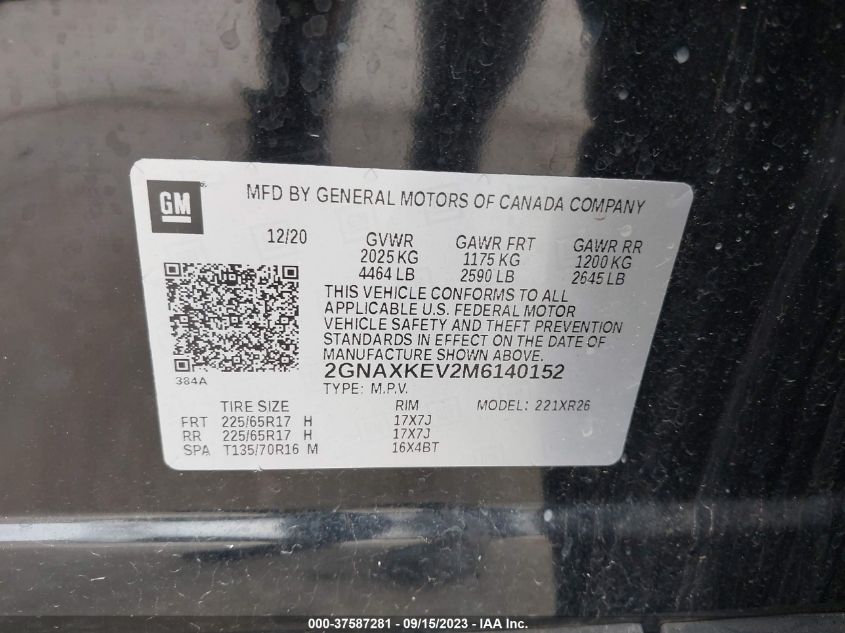 GM
MFD BY GENERAL MOTORS OF CANADA COMPANY
12/20 GVWR GAWR FRT GAWR RR
2025 KG 1175 KG 1200 KG
4464 LB 2590 LB 2645 LB
THIS VEHICLE CONFORMS TO ALL
APPLICABLE U.S. FEDERAL MOTOR
VEHICLE SAFETY AND THEFT PREVENTION
STANDARDS IN EFFECT ON THE DATE OF
MANUFACTURE SHOWN ABOVE.
2GNAXKEV2M6140152
384A
TYPE: M.P.V.
TIRE SIZE RIM MODEL: 221XR26
FRT 225/65R17 H 17X7J
RR 225/65R17 H 17X7J
SPA T135/70R16 M 16X4BT
000-37587281 - 09/15/2023 - IAA Inc.